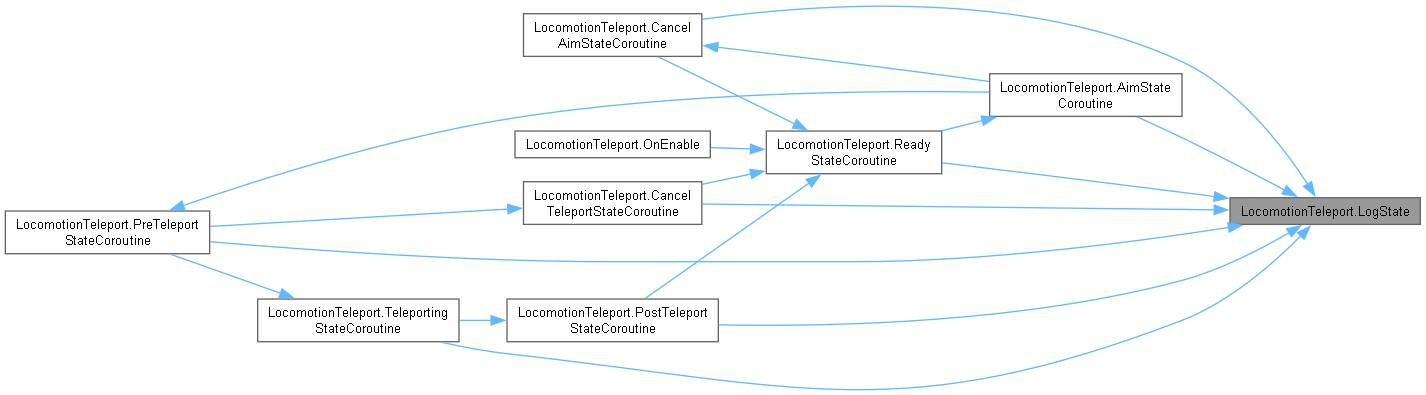 LocomotionTeleport.Cancel
AimStateCoroutine
LocomotionTeleport.AimState
Coroutine
LocomotionTeleport.OnEnable
LocomotionTeleport.Ready
StateCoroutine
LocomotionTeleport.Cancel
TeleportStateCoroutine
LocomotionTeleport.LogState
LocomotionTeleport.PreTeleport
StateCoroutine
LocomotionTeleport.Teleporting
StateCoroutine
LocomotionTeleport.PostTeleport
StateCoroutine